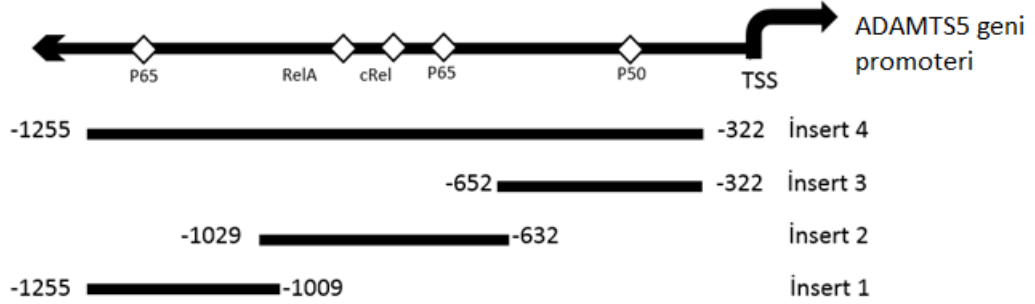 ADAMTS5 geni
promoteri
P65 RelA cRel P65 P50 TSS
-1255 -322 İnsert 4
-652 -322 İnsert 3
-1029 -632 İnsert 2
-1255 -1009 İnsert 1